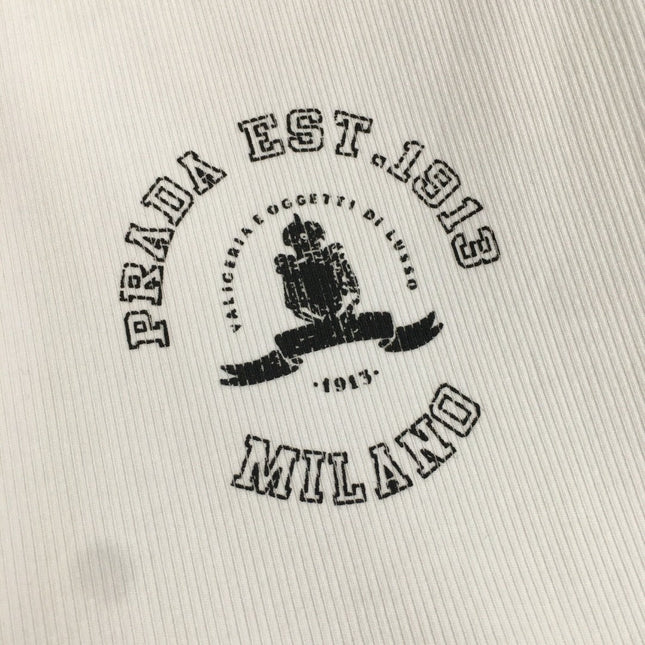 PRADA EST.1913
VALIGERIA E OGGETTI DI LUSSO
·1913·
MILANO